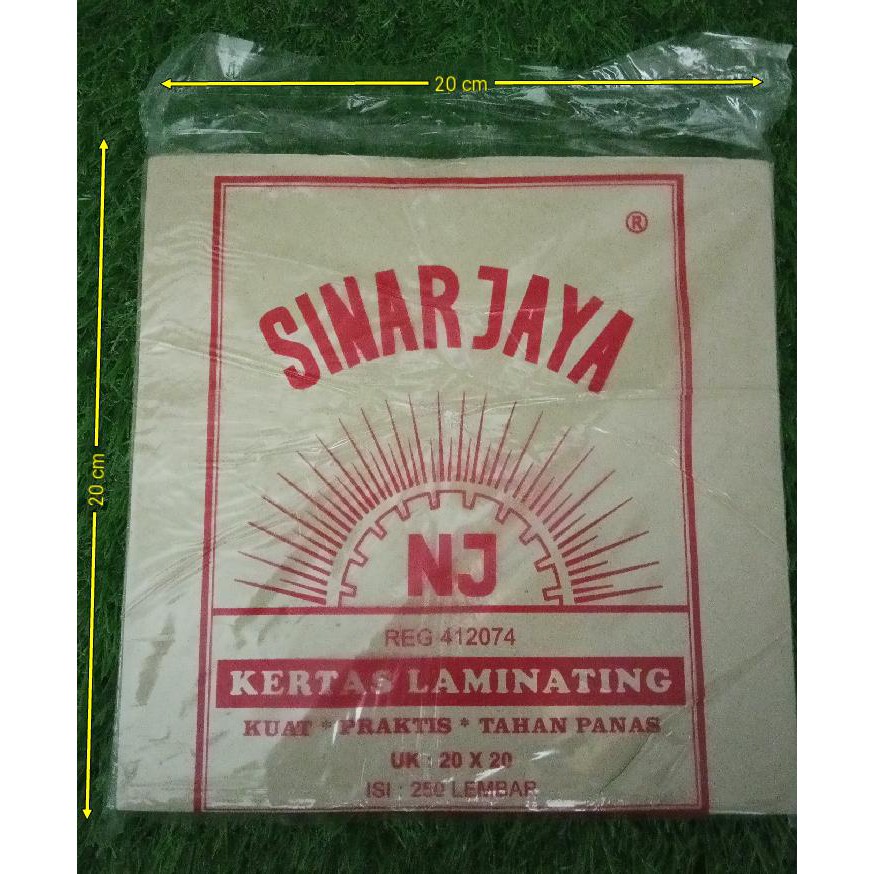 20 cm
20 cm
®
SINAR JAYA
NJ
REG 412074
KERTAS LAMINATING
KUAT * PRAKTIS * TAHAN PANAS
UK : 20 X 20
ISI : 250 LEMBAR